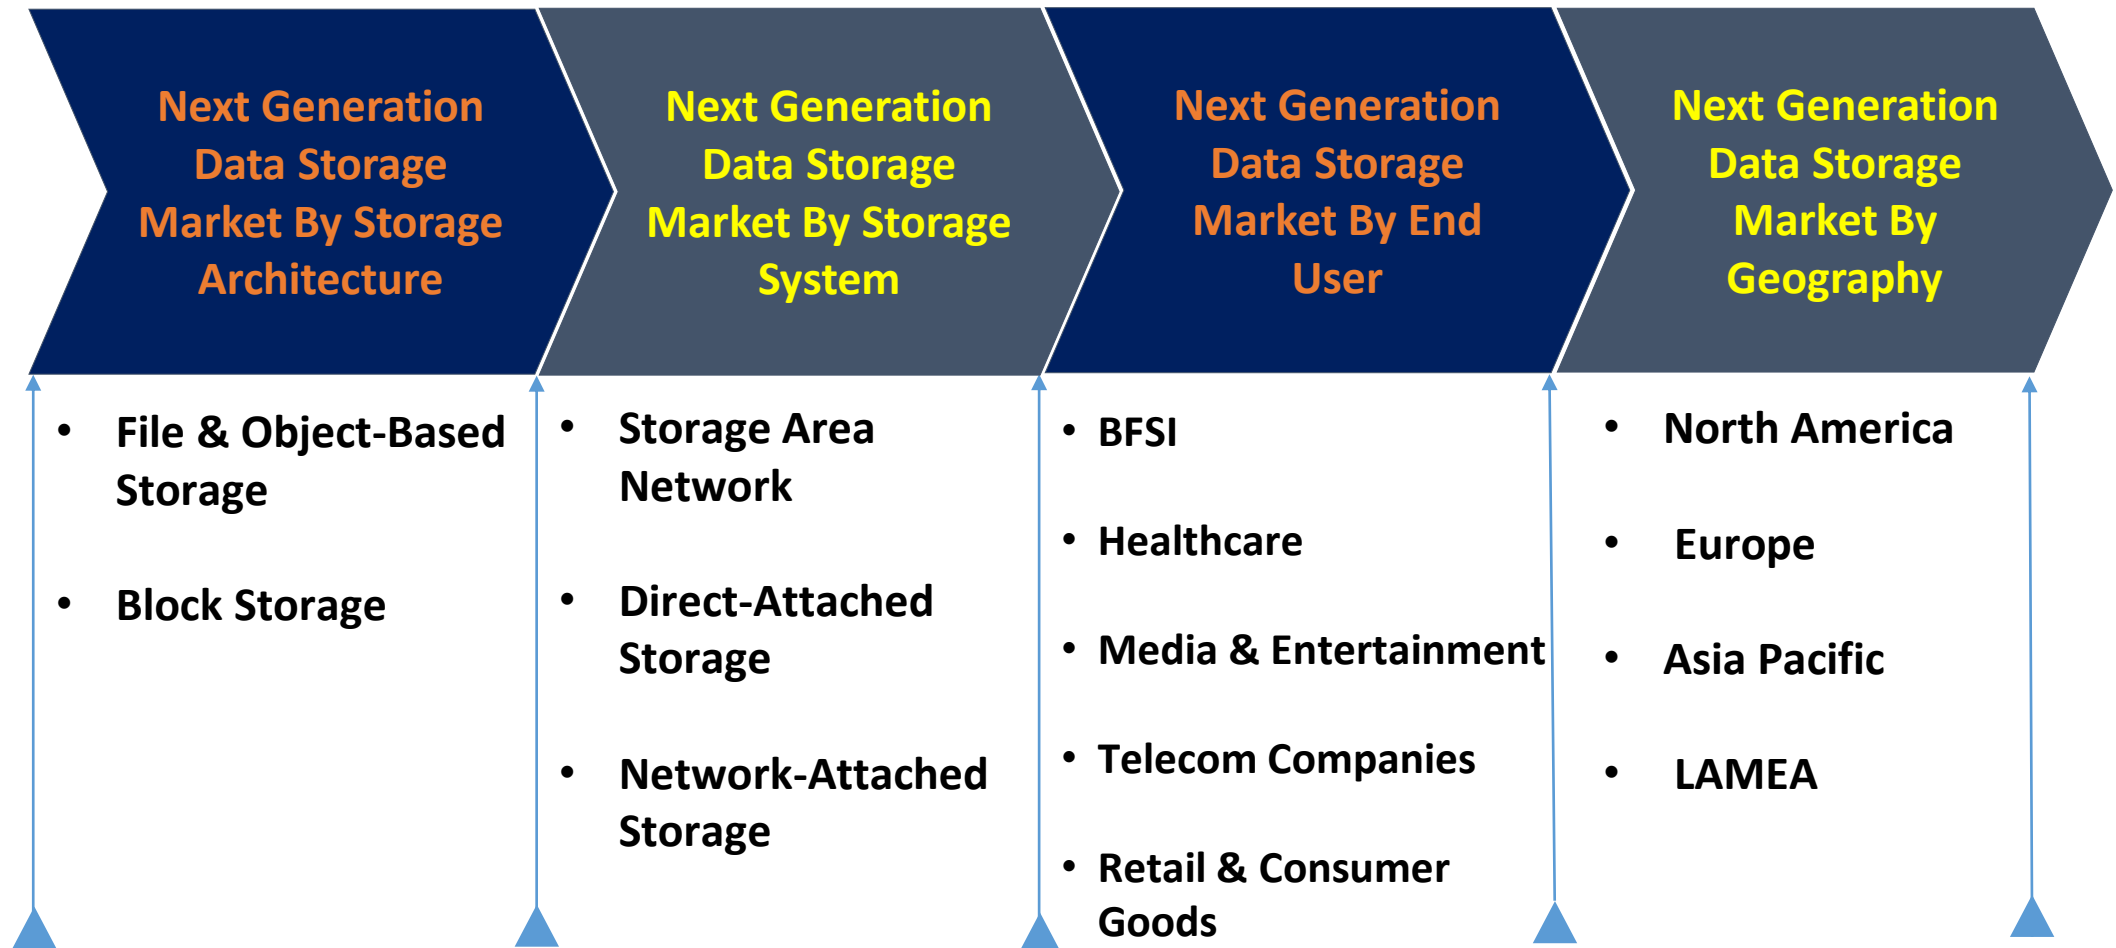 Next Generation
Data Storage
Market By Storage
Architecture
Next Generation
Data Storage
Market By Storage
System
Next Generation
Data Storage
Market By End
User
Next Generation
Data Storage
Market By
Geography
• File & Object-Based
Storage
• Block Storage
• Storage Area
Network
• Direct-Attached
Storage
• Network-Attached
Storage
• BFSI
• Healthcare
• Media & Entertainment
• Telecom Companies
• Retail & Consumer
Goods
• North America
• Europe
• Asia Pacific
• LAMEA